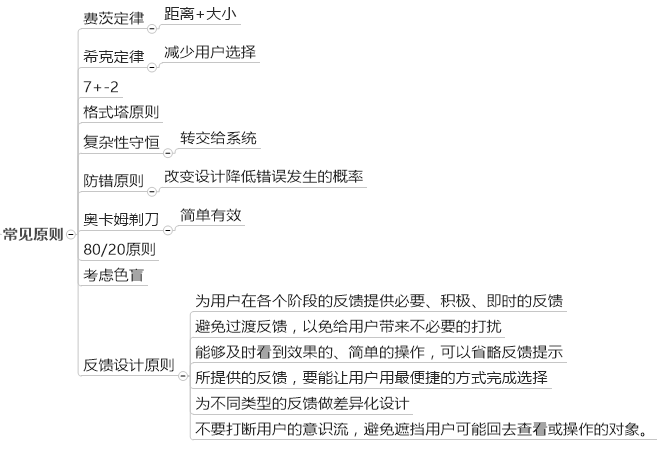 常见原则
费茨定律
距离+大小
希克定律
减少用户选择
7+-2
格式塔原则
复杂性守恒
转交给系统
防错原则
改变设计降低错误发生的概率
奥卡姆剃刀
简单有效
80/20原则
考虑色盲
反馈设计原则
为用户在各个阶段的反馈提供必要、积极、即时的反馈
避免过渡反馈，以免给用户带来不必要的打扰
能够及时看到效果的、简单的操作，可以省略反馈提示
所提供的反馈，要能让用户用最便捷的方式完成选择
为不同类型的反馈做差异化设计
不要打断用户的意识流，避免遮挡用户可能回去查看或操作的对象。